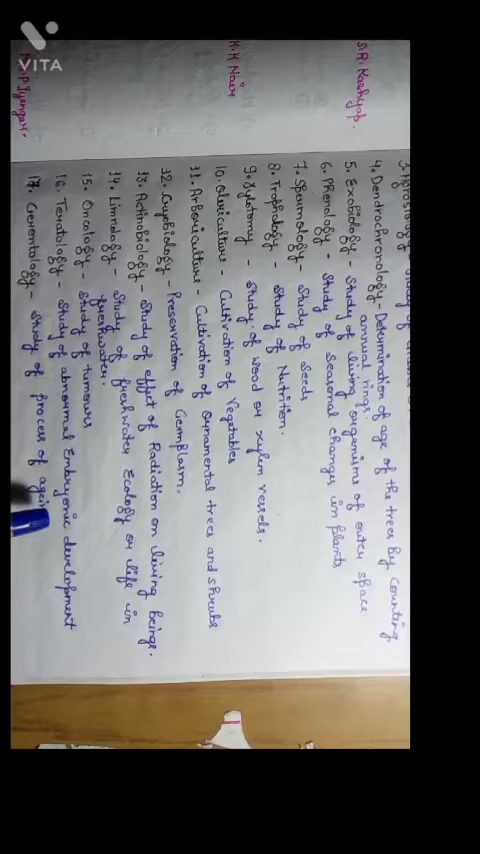 VITA
S.R. Kashyap.
K.K Nair
Iyengar.
4. Dendrochronology - Determination of age of the trees By counting
annual rings.
5. Exobiology - Study of living organisms of outer space
6. Phenology - Study of Seasonal changes in plants
7. Spermology - Study of Seeds
8. Trophology - Study of Nutrition.
9. Xylotomy - Study of wood or xylem vessels.
10. Olericulture - Cultivation of Vegetables
11. Arboriculture - Cultivation of Ornamental trees and shrubs
12. Cryobiology - Preservation of Germplasm.
13. Actinobiology - Study of effect of Radiation on living beings.
14. Limnology - Study of freshwater Ecology or life in
freshwater.
15. Oncology - Study of tumours
16. Teratology - Study of abnormal Embryonic development
17. Gerontology - Study of process of